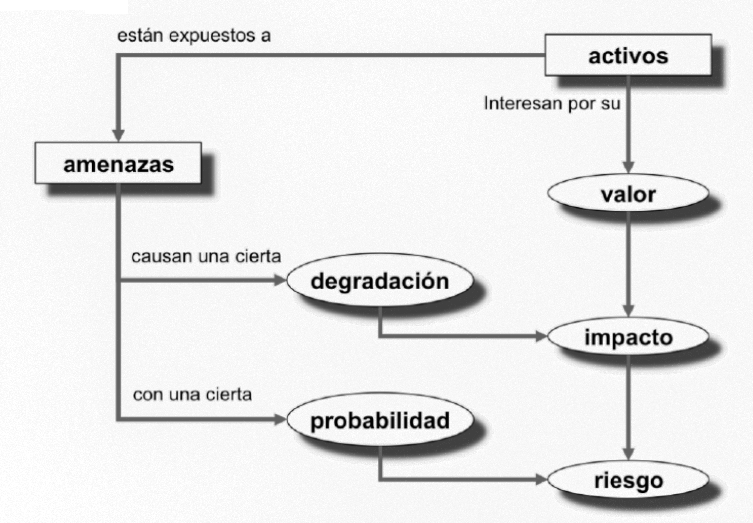 están expuestos a
activos
Interesan por su
amenazas
valor
causan una cierta
degradación
impacto
con una cierta
probabilidad
riesgo